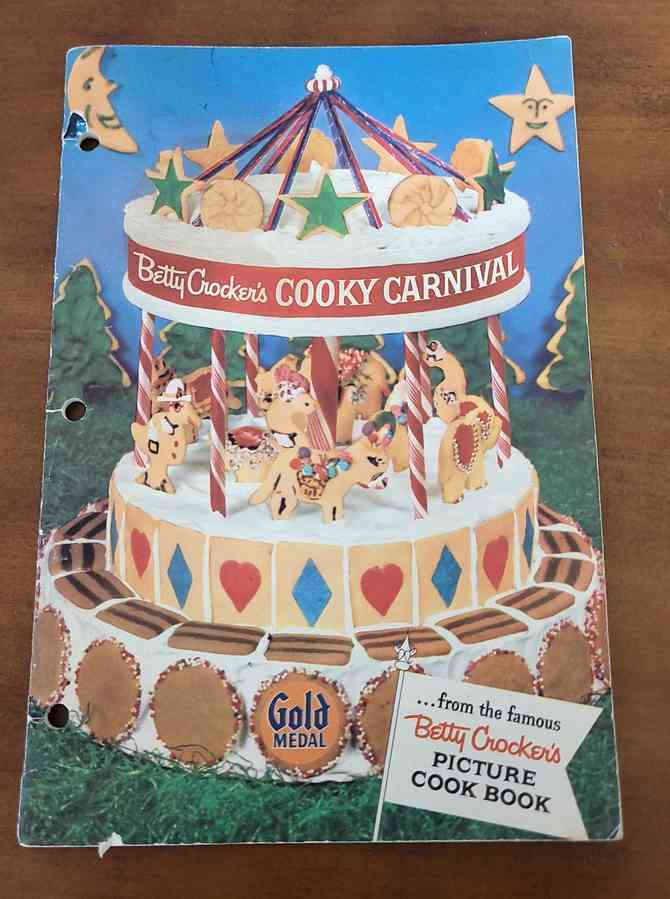 Betty Crocker's COOKY CARNIVAL
Gold
MEDAL
...from the famous
Betty Crocker's
PICTURE
COOK BOOK